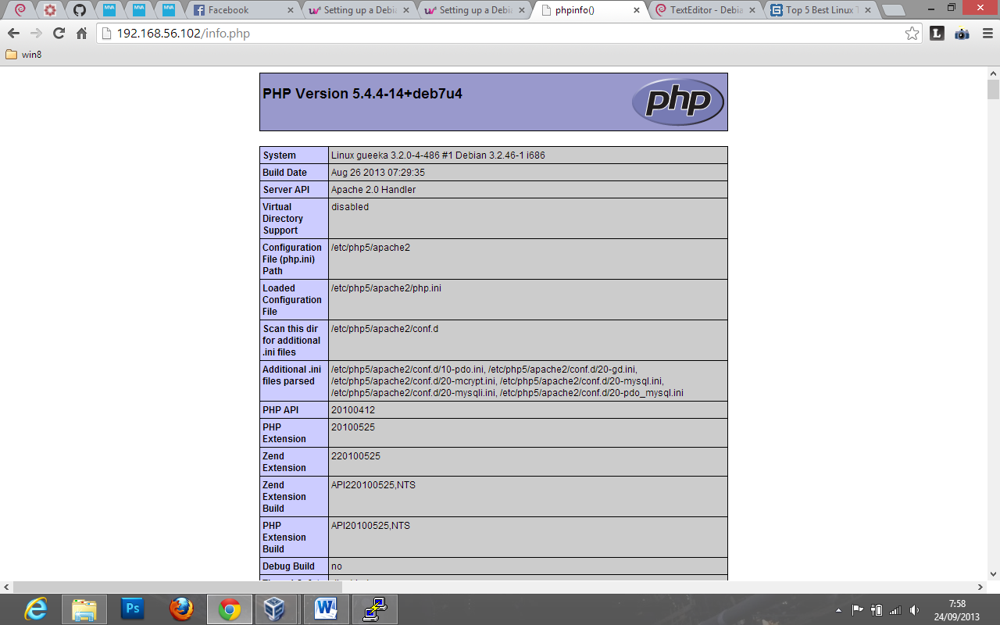 Facebook
Setting up a Debia
Setting up a Debia
phpinfo()
TextEditor - Debia
Top 5 Best Linux T
192.168.56.102/info.php
win8
PHP Version 5.4.4-14+deb7u4
php
System
Linux gueeka 3.2.0-4-486 #1 Debian 3.2.46-1 i686
Build Date
Aug 26 2013 07:29:35
Server API
Apache 2.0 Handler
Virtual
Directory
Support
disabled
Configuration
File (php.ini)
Path
/etc/php5/apache2
Loaded
Configuration
File
/etc/php5/apache2/php.ini
Scan this dir
for additional
.ini files
/etc/php5/apache2/conf.d
Additional .ini
files parsed
/etc/php5/apache2/conf.d/10-pdo.ini, /etc/php5/apache2/conf.d/20-gd.ini,
/etc/php5/apache2/conf.d/20-mcrypt.ini, /etc/php5/apache2/conf.d/20-mysql.ini,
/etc/php5/apache2/conf.d/20-mysqli.ini, /etc/php5/apache2/conf.d/20-pdo_mysql.ini
PHP API
20100412
PHP
Extension
20100525
Zend
Extension
220100525
Zend
Extension
Build
API220100525,NTS
PHP
Extension
Build
API20100525,NTS
Debug Build
no
Ps
7:58
24/09/2013